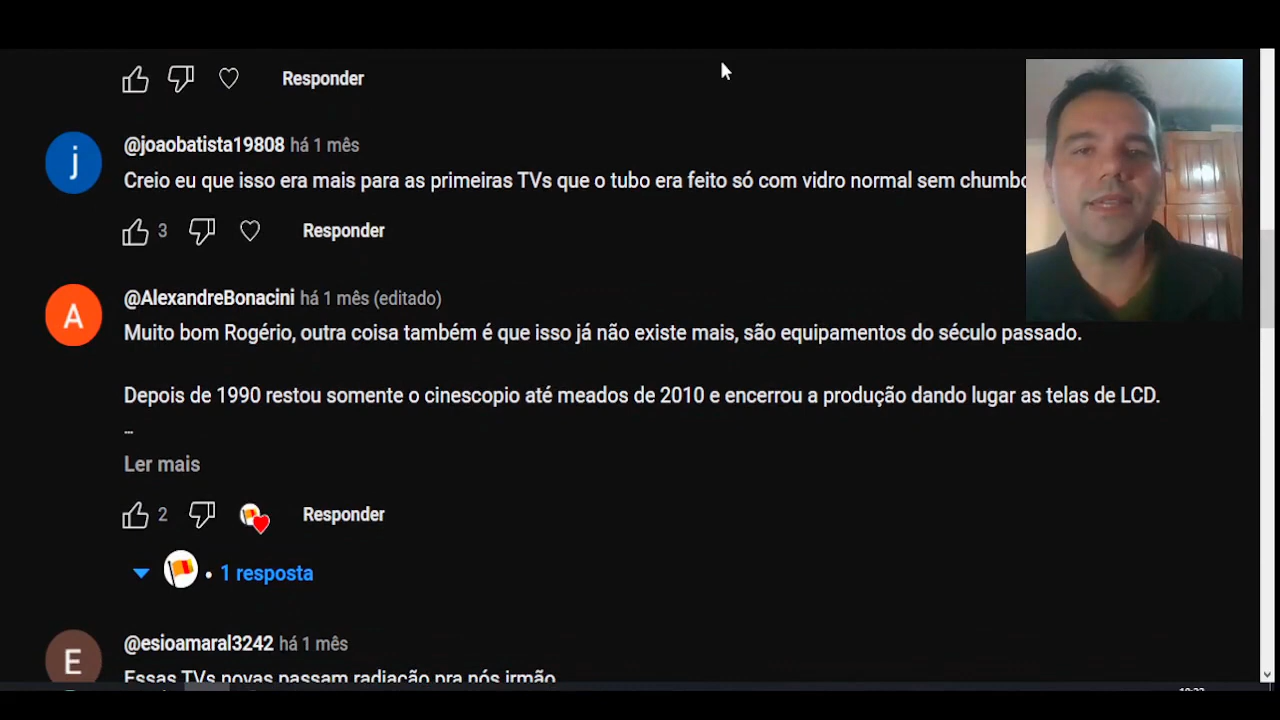 Responder
@joaobatista19808 há 1 mês
Creio eu que isso era mais para as primeiras TVs que o tubo era feito só com vidro normal sem chumbo
3 Responder
@AlexandreBonacini há 1 mês (editado)
A
Muito bom Rogério, outra coisa também é que isso já não existe mais, são equipamentos do século passado.
Depois de 1990 restou somente o cinescopio até meados de 2010 e encerrou a produção dando lugar as telas de LCD.
...
Ler mais
2 Responder
• 1 resposta
@esioamaral3242 há 1 mês
E
Essas TVs novas passam radiação pra nós irmão